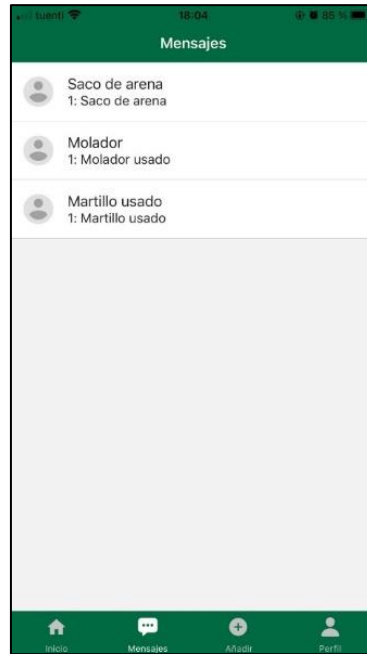 tuenti 18:04 85 %
Mensajes
Saco de arena
1: Saco de arena
Molador
1: Molador usado
Martillo usado
1: Martillo usado
Inicio Mensajes Añadir Perfil